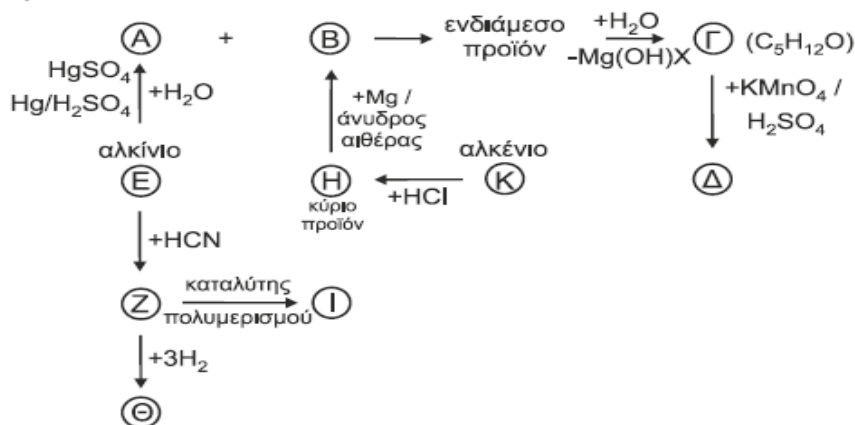 Α + Β ενδιάμεσο προϊόν +H₂O -Mg(OH)X Γ (C₅H₁₂O)
HgSO₄
Hg/H₂SO₄ +H₂O
+Mg /
άνυδρος
αιθέρας
+KMnO₄ /
H₂SO₄
αλκίνιο αλκένιο
Ε Η +HCl Κ Δ
κύριο
προϊόν
+HCN
Ζ καταλύτης πολυμερισμού Ι
+3H₂
Θ